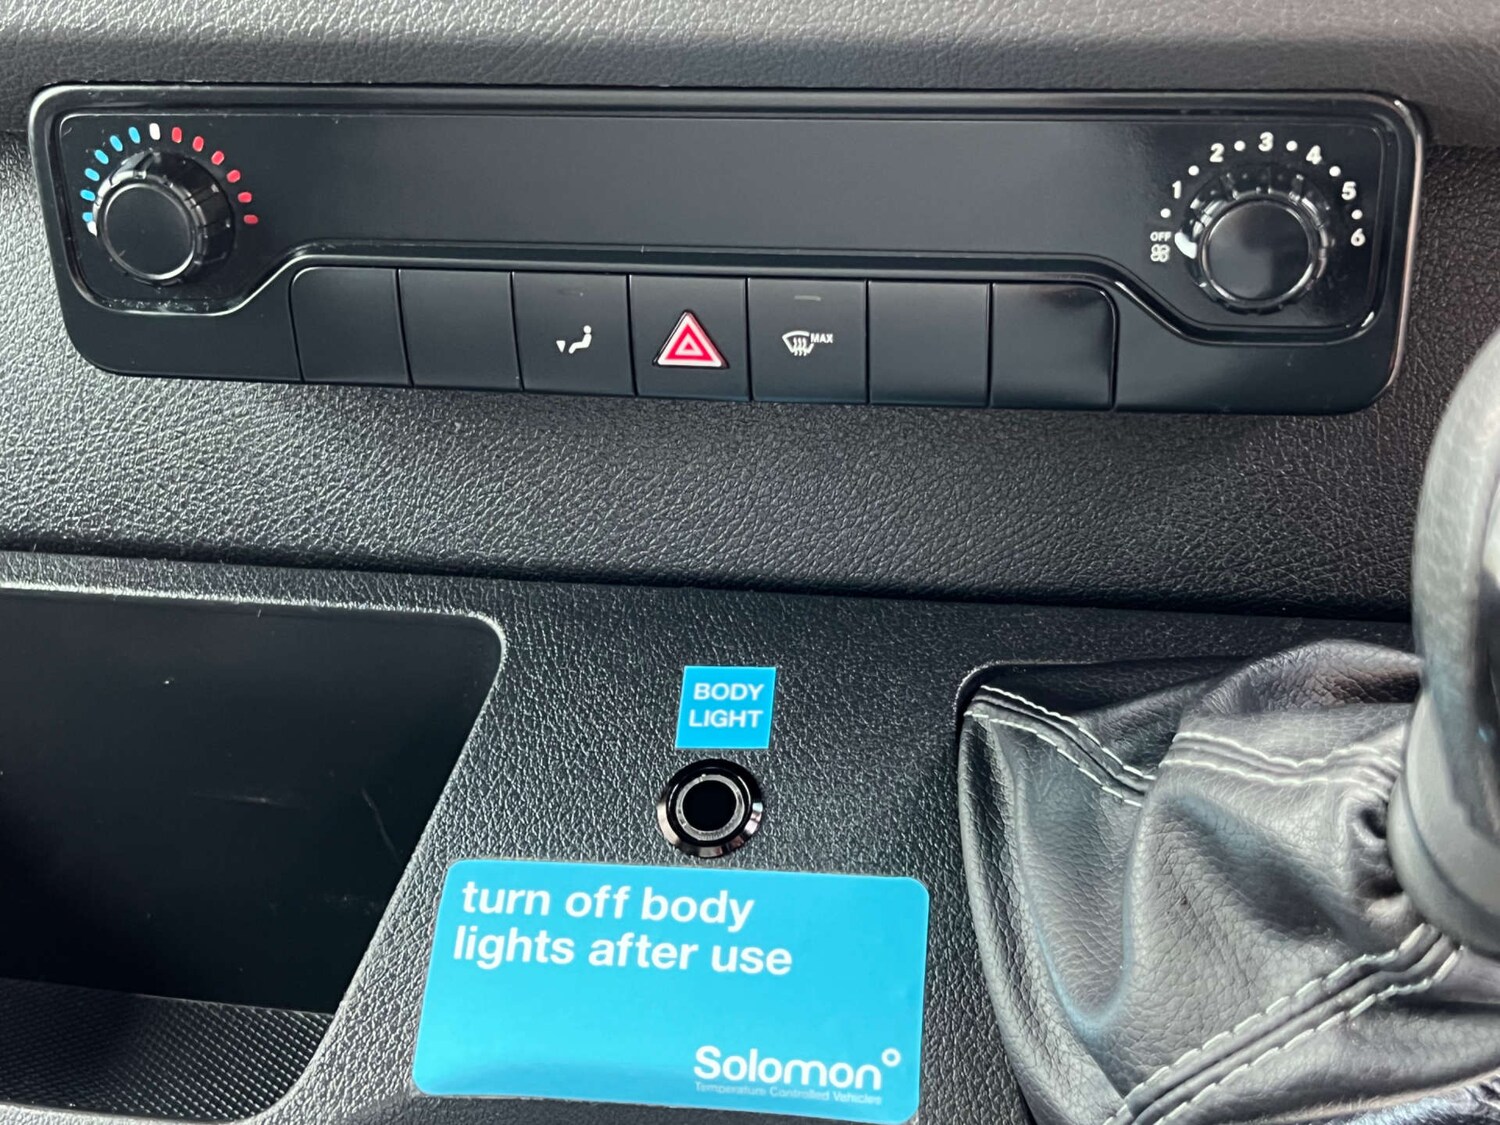 1
2
3
4
5
6
OFF
MAX
BODY
LIGHT
turn off body
lights after use
Solomon°
Temperature Controlled Vehicles